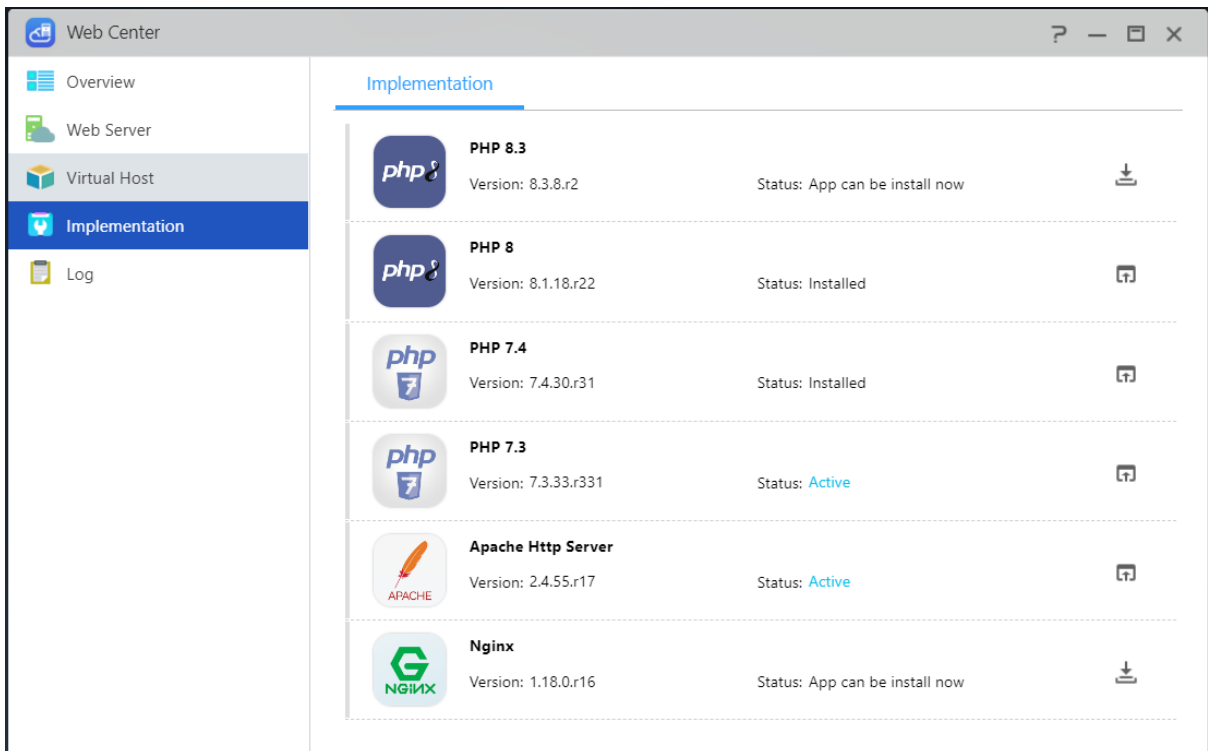 Web Center
Overview
Web Server
Virtual Host
Implementation
Log
Implementation
php8
PHP 8.3
Version: 8.3.8.r2 Status: App can be install now
php8
PHP 8
Version: 8.1.18.r22 Status: Installed
php
7
PHP 7.4
Version: 7.4.30.r31 Status: Installed
php
7
PHP 7.3
Version: 7.3.33.r331 Status: Active
APACHE
Apache Http Server
Version: 2.4.55.r17 Status: Active
G
NGINX
Nginx
Version: 1.18.0.r16 Status: App can be install now